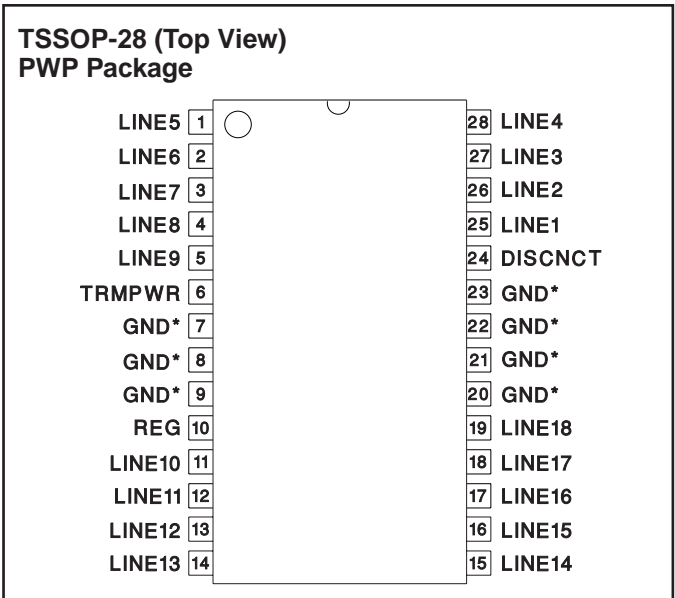 TSSOP-28 (Top View)
PWP Package
LINE5 1 28 LINE4
LINE6 2 27 LINE3
LINE7 3 26 LINE2
LINE8 4 25 LINE1
LINE9 5 24 DISCNCT
TRMPWR 6 23 GND*
GND* 7 22 GND*
GND* 8 21 GND*
GND* 9 20 GND*
REG 10 19 LINE18
LINE10 11 18 LINE17
LINE11 12 17 LINE16
LINE12 13 16 LINE15
LINE13 14 15 LINE14